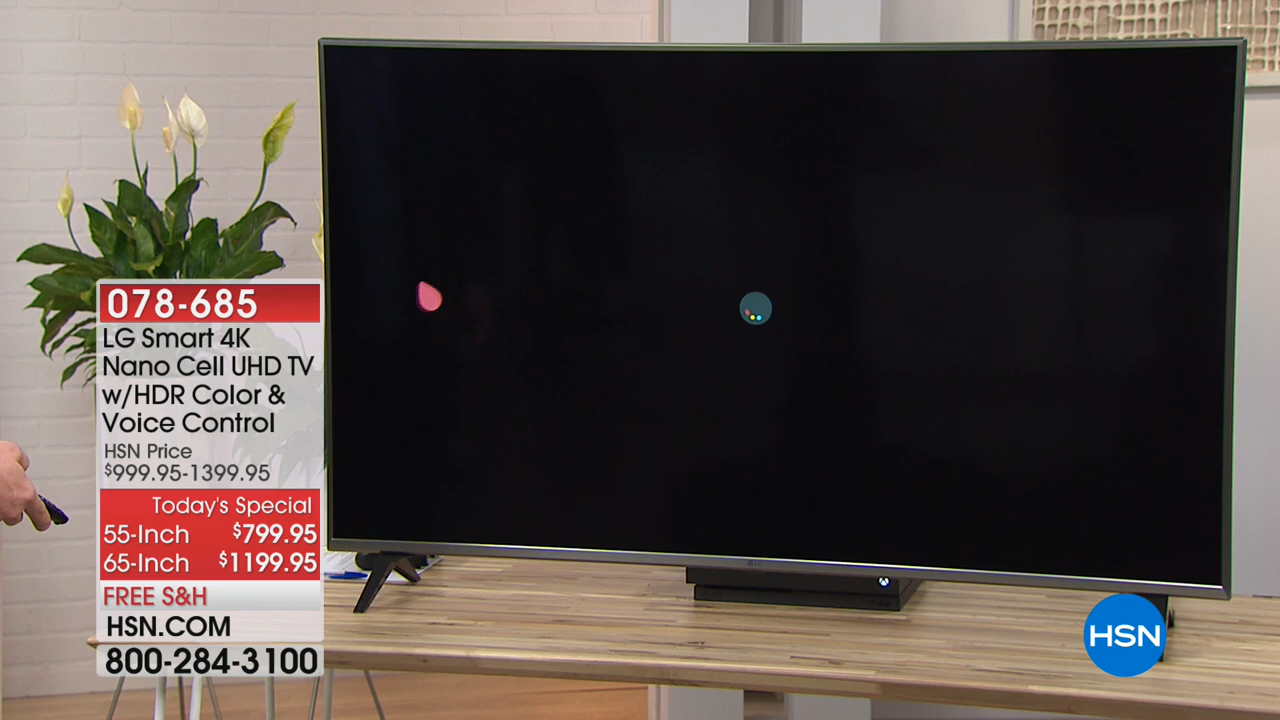 078-685
LG Smart 4K
Nano Cell UHD TV
w/HDR Color &
Voice Control
HSN Price
$999.95-1399.95
Today's Special
55-Inch $799.95
65-Inch $1199.95
FREE S&H
HSN.COM
800-284-3100
LG
HSN